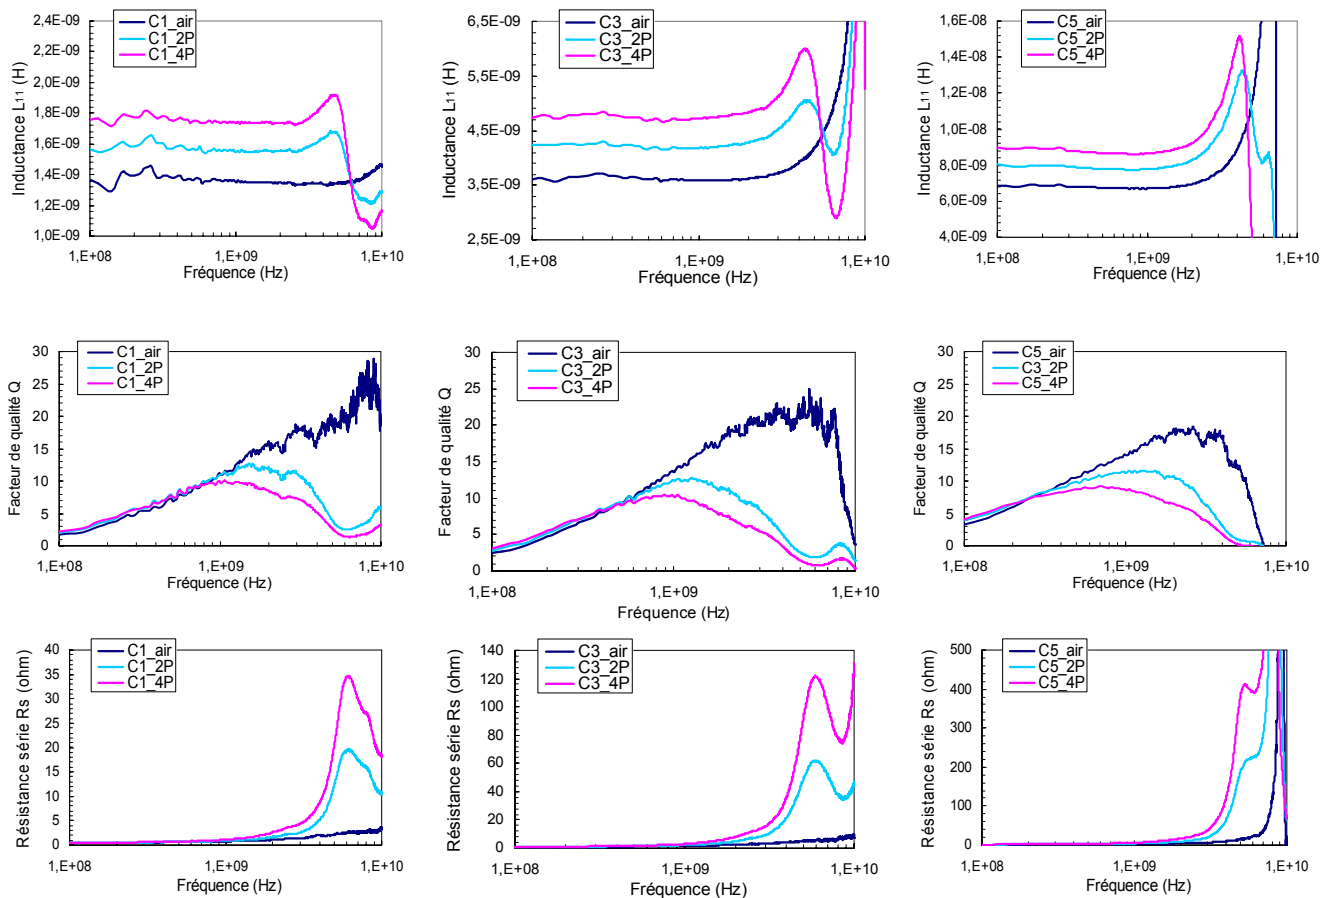 2,4E-09
2,2E-09
2,0E-09
1,8E-09
1,6E-09
1,4E-09
1,2E-09
1,0E-09
Inductance L11 (H)
C1_air
C1_2P
C1_4P
1,E+08
1,E+09
1,E+10
Fréquence (Hz)
6,5E-09
5,5E-09
4,5E-09
3,5E-09
2,5E-09
Inductance L11 (H)
C3_air
C3_2P
C3_4P
1,E+08
1,E+09
1,E+10
Fréquence (Hz)
1,6E-08
1,4E-08
1,2E-08
1,0E-08
8,0E-09
6,0E-09
4,0E-09
Inductance L11 (H)
C5_air
C5_2P
C5_4P
1,E+08
1,E+09
1,E+10
Fréquence (Hz)
30
25
20
15
10
5
0
Facteur de qualité Q
C1_air
C1_2P
C1_4P
1,E+08
1,E+09
1,E+10
Fréquence (Hz)
30
25
20
15
10
5
0
Facteur de qualité Q
C3_air
C3_2P
C3_4P
1,E+08
1,E+09
1,E+10
Fréquence (Hz)
30
25
20
15
10
5
0
Facteur de qualité Q
C5_air
C3_2P
C5_4P
1,E+08
1,E+09
1,E+10
Fréquence (Hz)
40
35
30
25
20
15
10
5
0
Résistance série Rs (ohm)
C1_air
C1_2P
C1_4P
1,E+08
1,E+09
1,E+10
Fréquence (Hz)
140
120
100
80
60
40
20
0
Résistance série Rs (ohm)
C3_air
C3_2P
C3_4P
1,E+08
1,E+09
1,E+10
Fréquence (Hz)
500
400
300
200
100
0
Résistance série Rs (ohm)
C5_air
C5_2P
C5_4P
1,E+08
1,E+09
1,E+10
Fréquence (Hz)